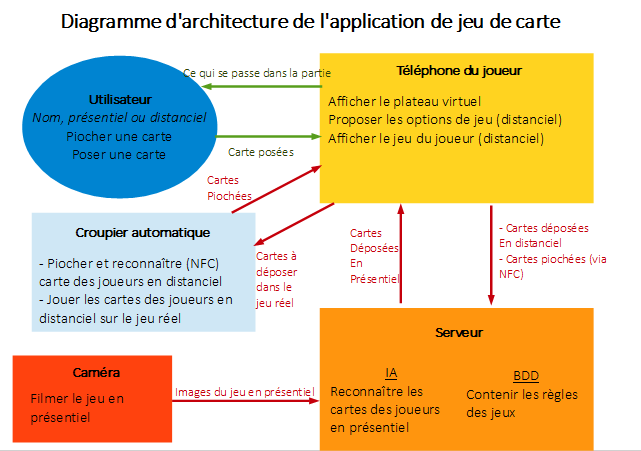 Diagramme d'architecture de l'application de jeu de carte
Ce qui se passe dans la partie
Utilisateur
Nom, présentiel ou distanciel
Piocher une carte
Poser une carte
Carte posées
Téléphone du joueur
Afficher le plateau virtuel
Proposer les options de jeu (distanciel)
Afficher le jeu du joueur (distanciel)
Cartes
Piochées
Croupier automatique
- Piocher et reconnaître (NFC)
carte des joueurs en distanciel
- Jouer les cartes des joueurs en
distanciel sur le jeu réel
Cartes à
déposer
dans le
jeu réel
Cartes
Déposées
En
Présentiel
- Cartes déposées
En distanciel
- Cartes piochées (via
NFC)
Caméra
Filmer le jeu en
présentiel
Images du jeu en présentiel
Serveur
IA
Reconnaître les
cartes des joueurs
en présentiel
BDD
Contenir les règles
des jeux